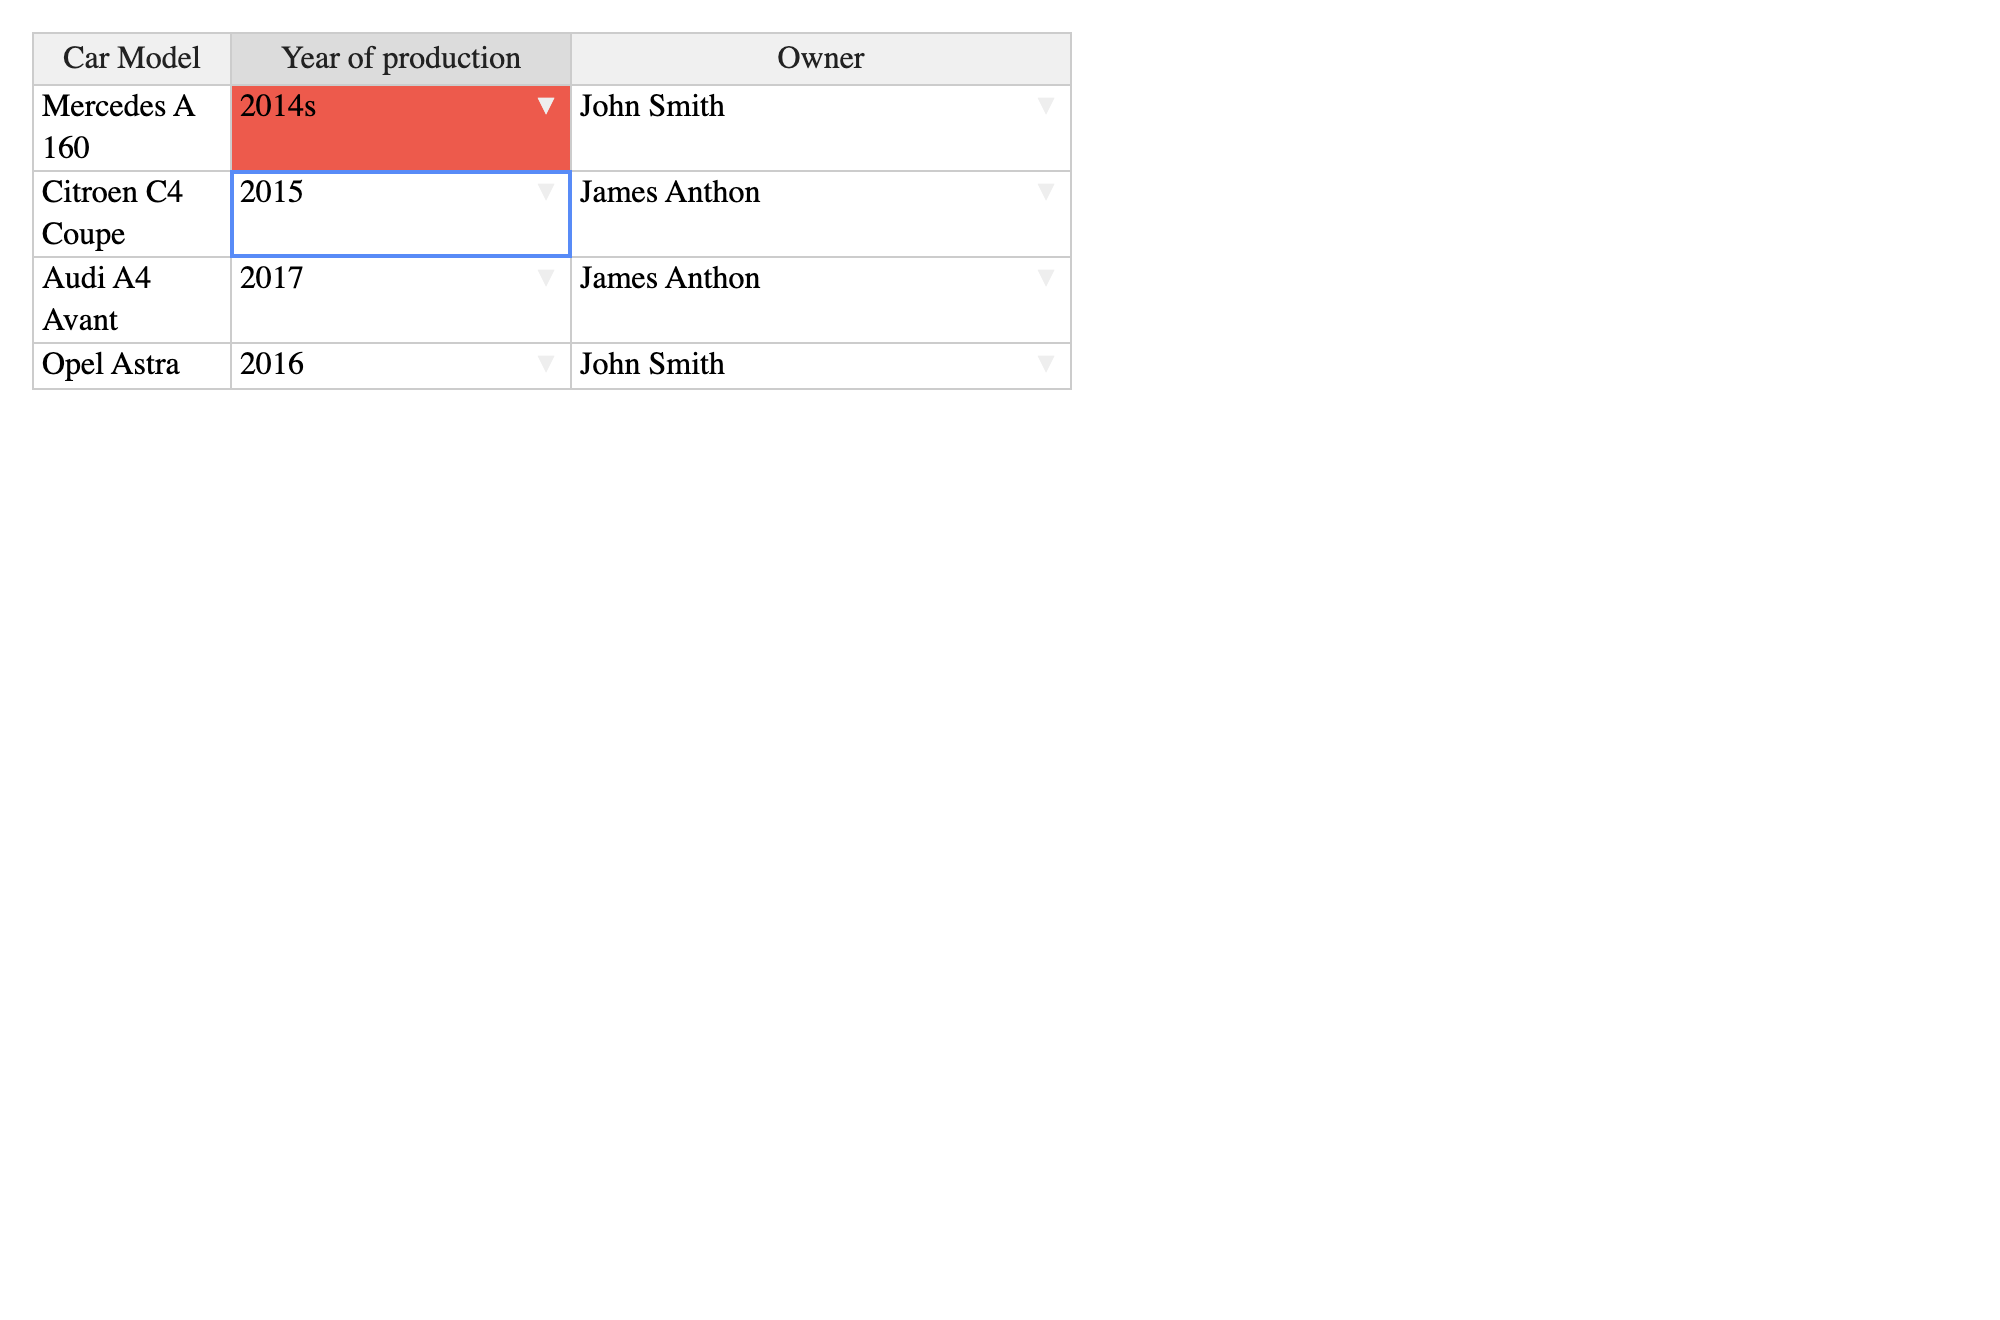 Car Model Year of production Owner
Mercedes A 2014s ▼ John Smith ▼
160
Citroen C4 2015 ▼ James Anthon ▼
Coupe
Audi A4 2017 ▼ James Anthon ▼
Avant
Opel Astra 2016 ▼ John Smith ▼